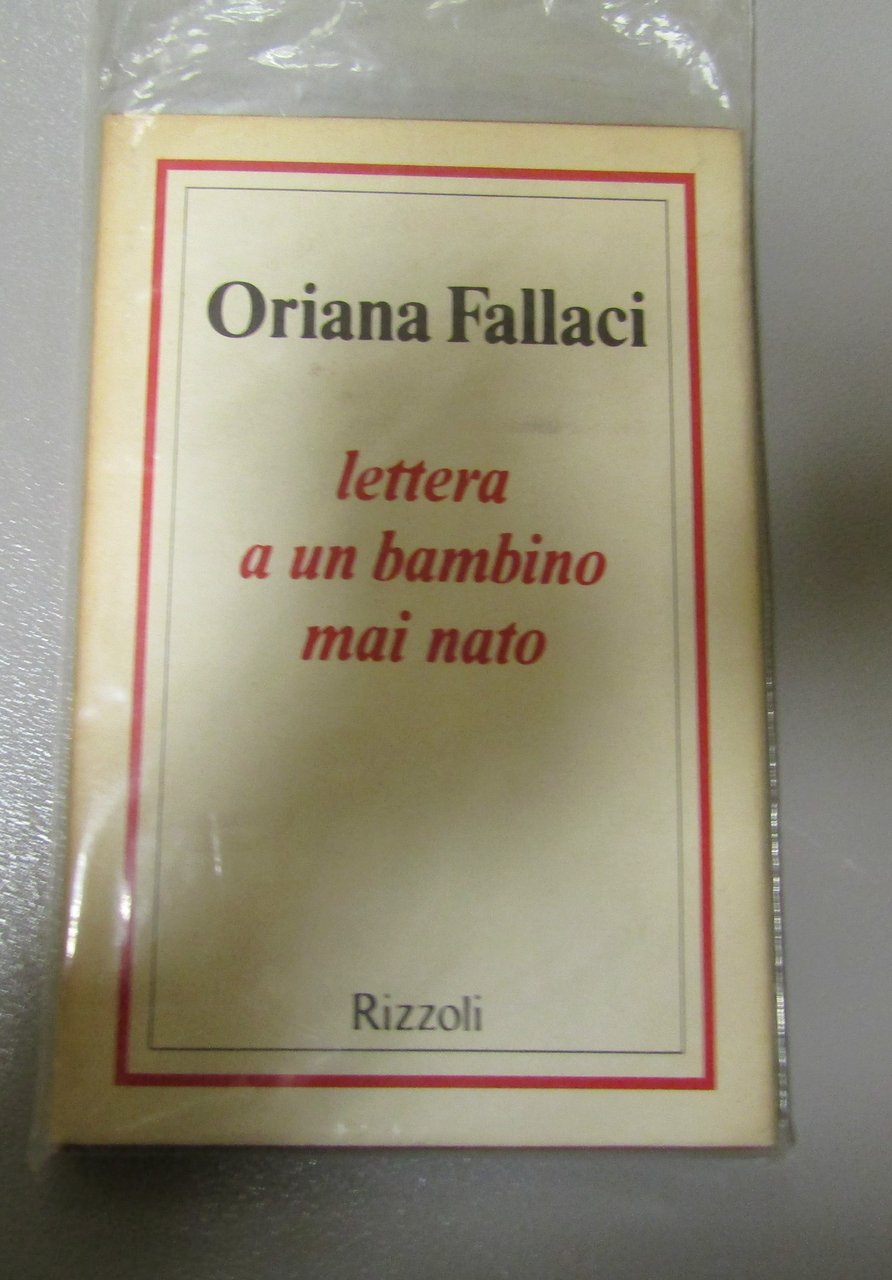 Oriana Fallaci
lettera
a un bambino
mai nato
Rizzoli